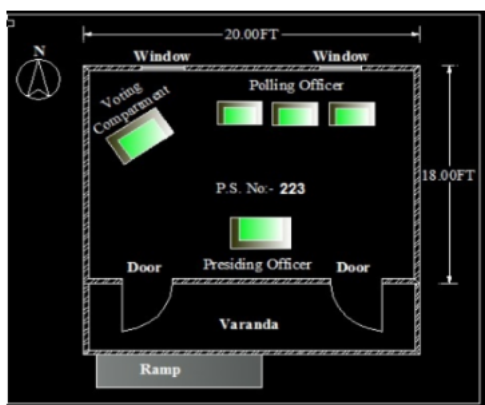 20.00FT
N
Window Window
Voting
Compartment
Polling Officer
18.00FT
P.S. No:- 223
Door Presiding Officer Door
Varanda
Ramp